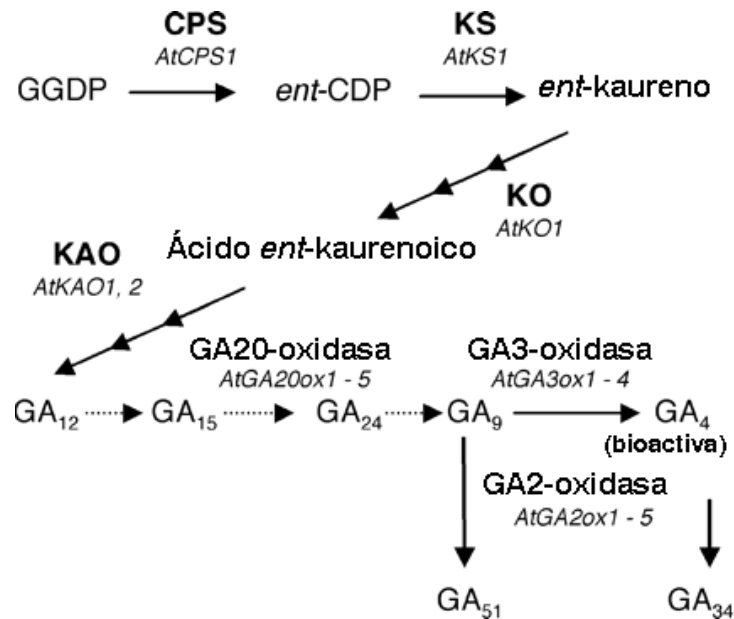 CPS KS
AtCPS1 AtKS1
GGDP ent-CDP ent-kaureno
KO
AtKO1
KAO Ácido ent-kaurenoico
AtKAO1, 2
GA20-oxidasa GA3-oxidasa
AtGA20ox1 - 5 AtGA3ox1 - 4
GA12 GA15 GA24 GA9 GA4
(bioactiva)
GA2-oxidasa
AtGA2ox1 - 5
GA51 GA34